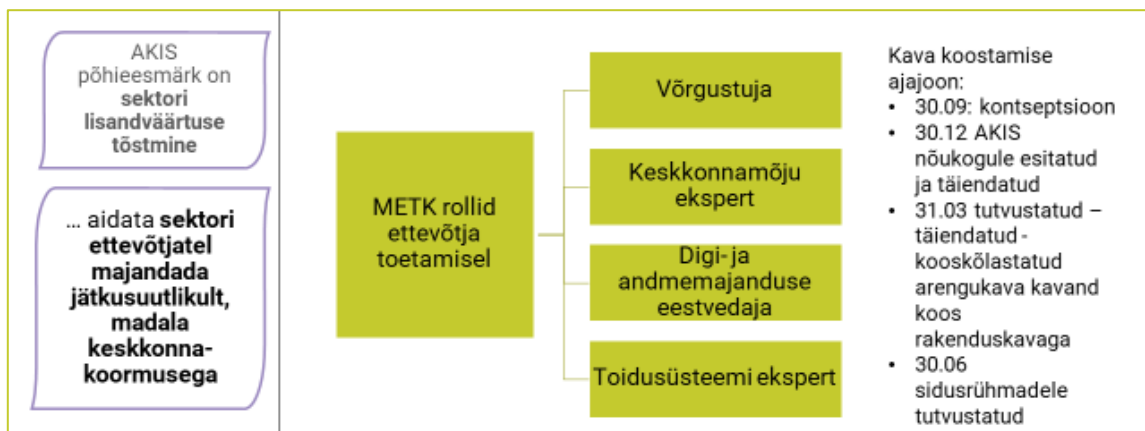 AKIS
põhieesmärk on
sektori
lisandväärtuse
tõstmine
... aidata sektori
ettevõtjatel
majandada
jätkusuutlikult,
madala
keskkonna-
koormusega
METK rollid
ettevõtja
toetamisel
Võrgustuja
Keskkonnamõju
ekspert
Digi- ja
andmemajanduse
eestvedaja
Toidusüsteemi ekspert
Kava koostamise
ajajoon:
• 30.09: kontseptsioon
• 30.12 AKIS
nõukogule esitatud
ja täiendatud
• 31.03 tutvustatud –
täiendatud -
kooskõlastatud
arengukava kavand
koos
rakenduskavaga
• 30.06
sidusrühmadele
tutvustatud